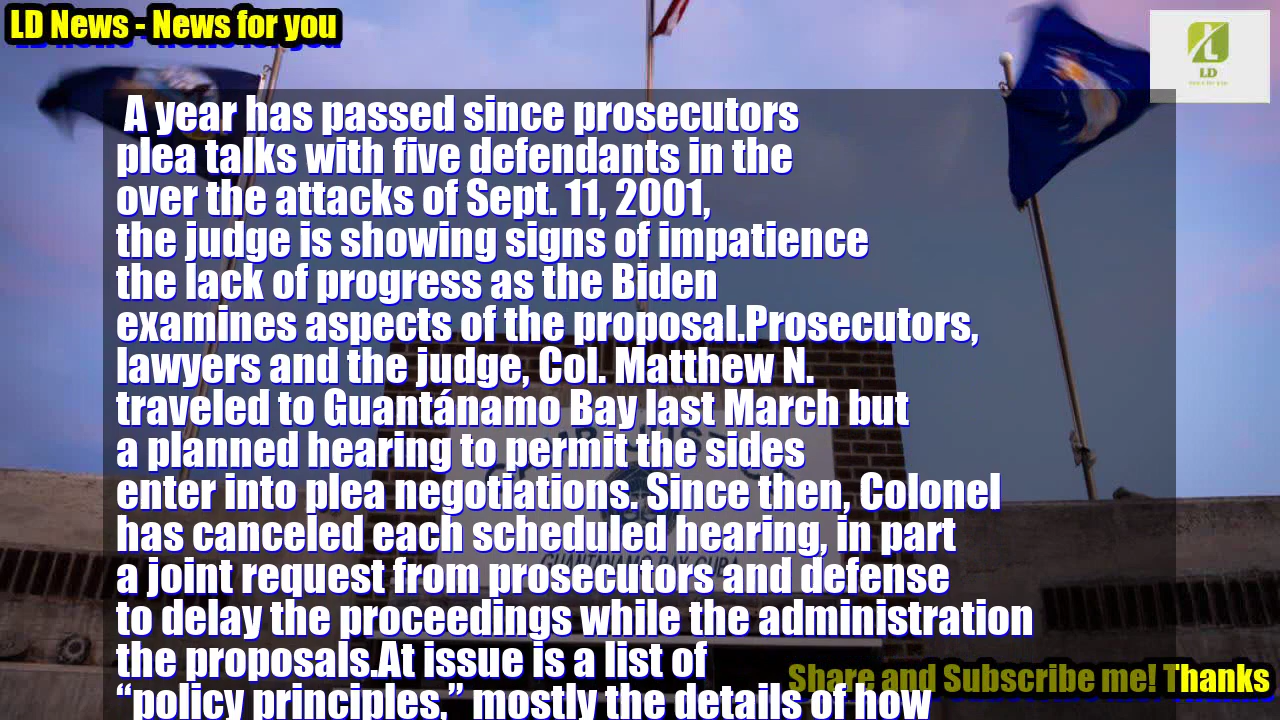 LD News - News for you
LD
A year has passed since prosecutors
plea talks with five defendants in the
over the attacks of Sept. 11, 2001,
the judge is showing signs of impatience
the lack of progress as the Biden
examines aspects of the proposal.Prosecutors,
lawyers and the judge, Col. Matthew N.
traveled to Guantánamo Bay last March but
a planned hearing to permit the sides
enter into plea negotiations. Since then, Colonel
has canceled each scheduled hearing, in part
a joint request from prosecutors and defense
GUANTANAMO BAY, CUBA
to delay the proceedings while the administration
the proposals.At issue is a list of
“policy principles,” mostly the details of how
Share and Subscribe me! Thanks